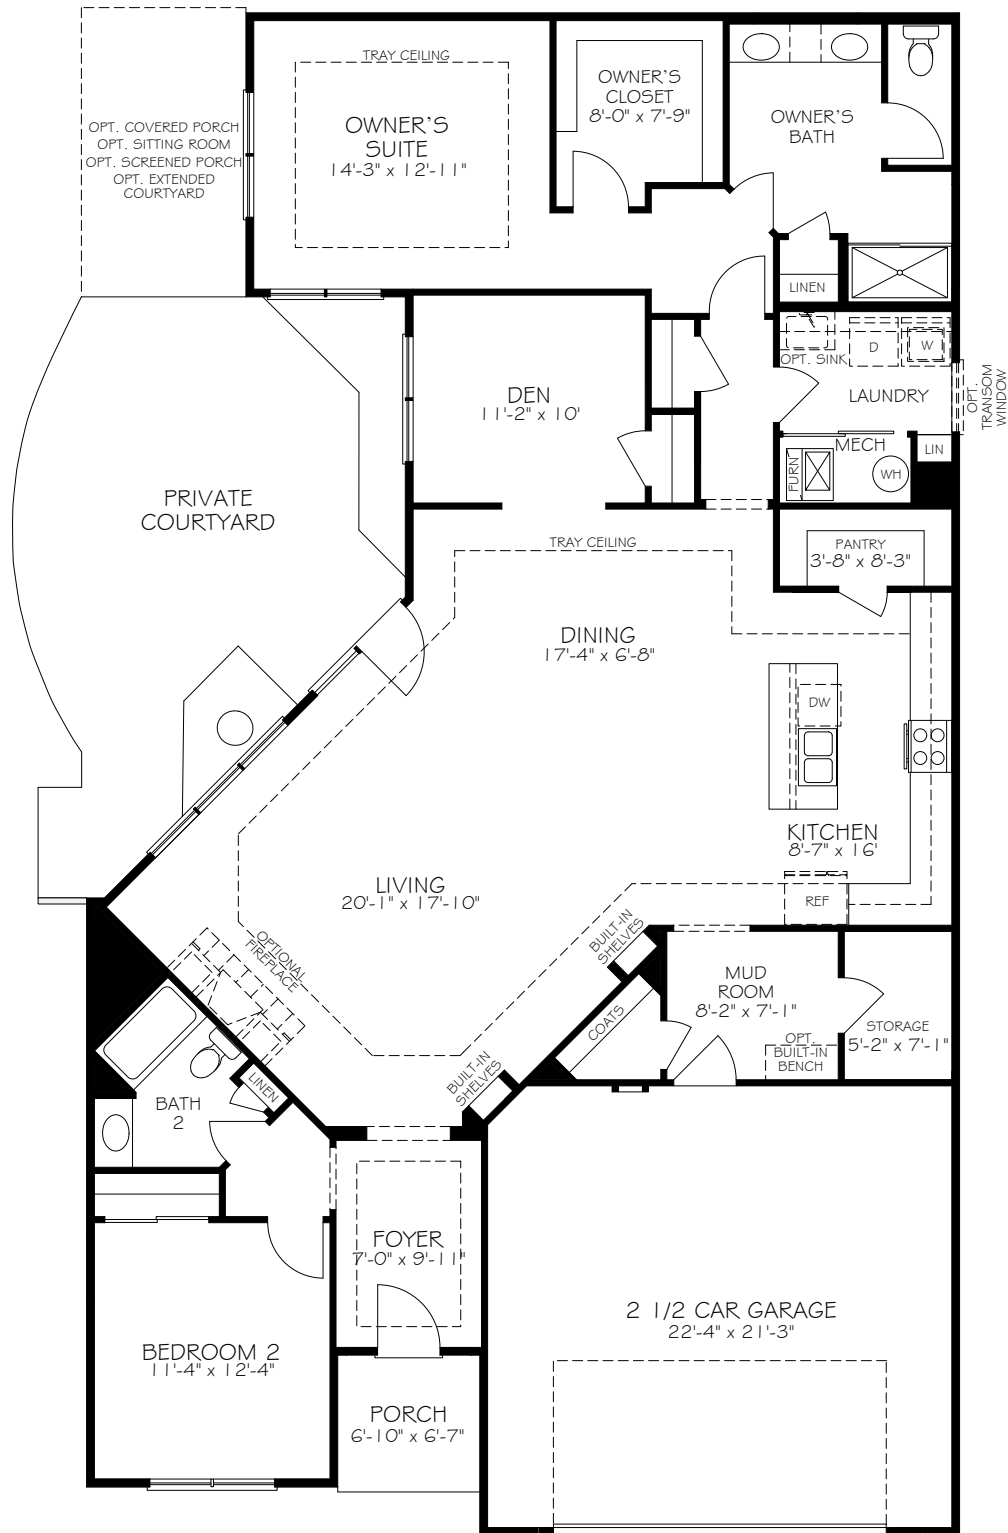 TRAY CEILING
OWNER'S
SUITE
14'-3" x 12'-11"
OWNER'S
CLOSET
8'-0" x 7'-9"
OWNER'S
BATH
OPT. COVERED PORCH
OPT. SITTING ROOM
OPT. SCREENED PORCH
OPT. EXTENDED
COURTYARD
LINEN
OPT. SINK
D
W
LAUNDRY
OPT.
TRANSOM
WINDOW
DEN
11'-2" x 10'
MECH
LIN
FURN
WH
PRIVATE
COURTYARD
TRAY CEILING
PANTRY
3'-8" x 8'-3"
DINING
17'-4" x 6'-8"
DW
KITCHEN
8'-7" x 16'
REF
LIVING
20'-1" x 17'-10"
OPTIONAL
FIREPLACE
BUILT-IN
SHELVES
MUD
ROOM
8'-2" x 7'-1"
COATS
OPT.
BUILT-IN
BENCH
STORAGE
5'-2" x 7'-1"
BUILT-IN
SHELVES
LINEN
BATH
2
FOYER
7'-0" x 9'-11"
2 1/2 CAR GARAGE
22'-4" x 21'-3"
BEDROOM 2
11'-4" x 12'-4"
PORCH
6'-10" x 6'-7"